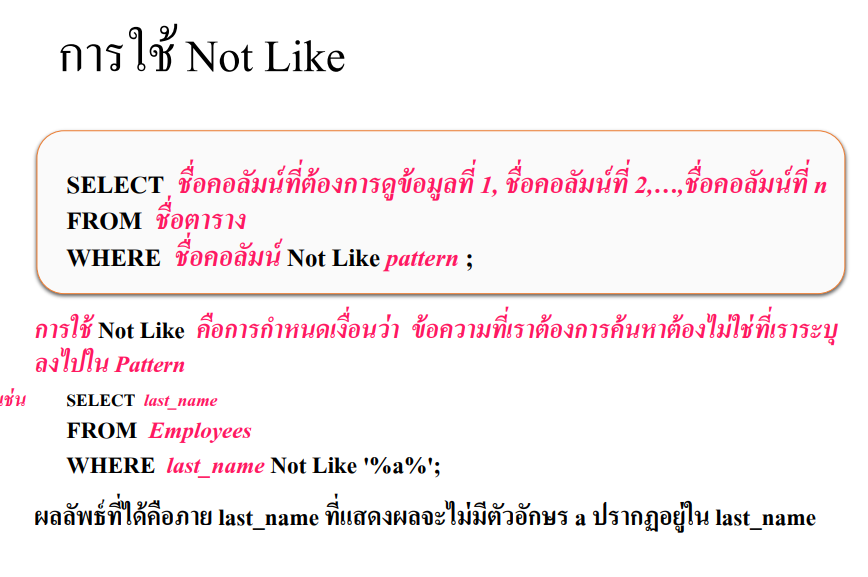 การใช้ Not Like
SELECT ชื่อคอลัมน์ที่ต้องการดูข้อมูลที่ 1, ชื่อคอลัมน์ที่ 2,…,ชื่อคอลัมน์ที่ n
FROM ชื่อตาราง
WHERE ชื่อคอลัมน์ Not Like pattern ;
การใช้ Not Like คือการกำหนดเงื่อนว่า ข้อความที่เราต้องการค้นหาต้องไม่ใช่ที่เราระบุ
ลงไปใน Pattern
เช่น SELECT last_name
FROM Employees
WHERE last_name Not Like '%a%';
ผลลัพธ์ที่ได้คือภาย last_name ที่แสดงผลจะไม่มีตัวอักษร a ปรากฏอยู่ใน last_name